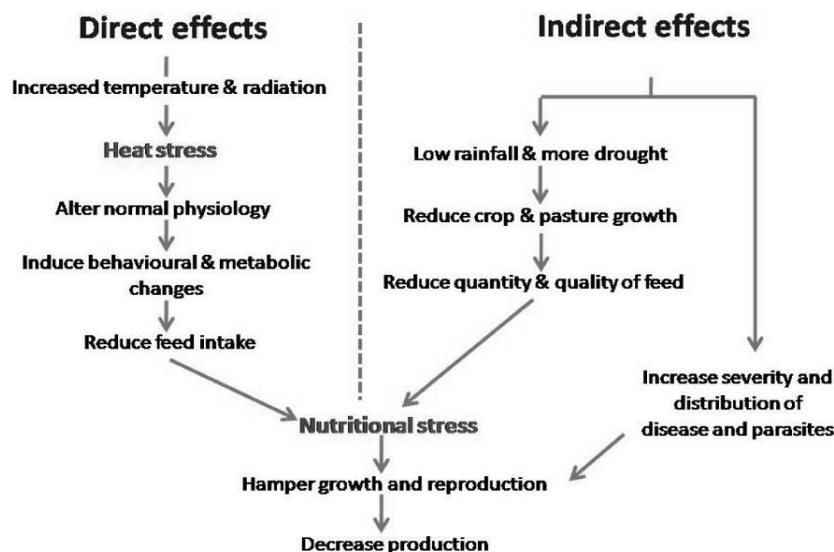 Direct effects
Increased temperature & radiation
Heat stress
Alter normal physiology
Induce behavioural & metabolic
changes
Reduce feed intake
Indirect effects
Low rainfall & more drought
Reduce crop & pasture growth
Reduce quantity & quality of feed
Increase severity and
distribution of
disease and parasites
Nutritional stress
Hamper growth and reproduction
Decrease production